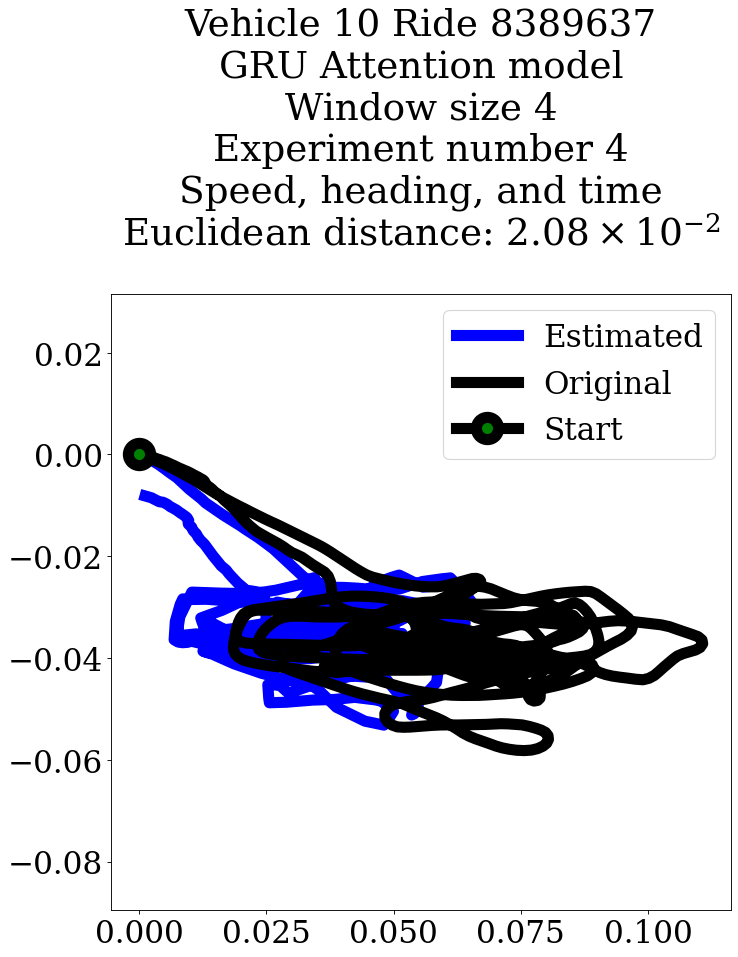 Vehicle 10 Ride 8389637
GRU Attention model
Window size 4
Experiment number 4
Speed, heading, and time
Euclidean distance: 2.08 × 10⁻²
Estimated
Original
Start
0.02
0.00
−0.02
−0.04
−0.06
−0.08
0.000 0.025 0.050 0.075 0.100